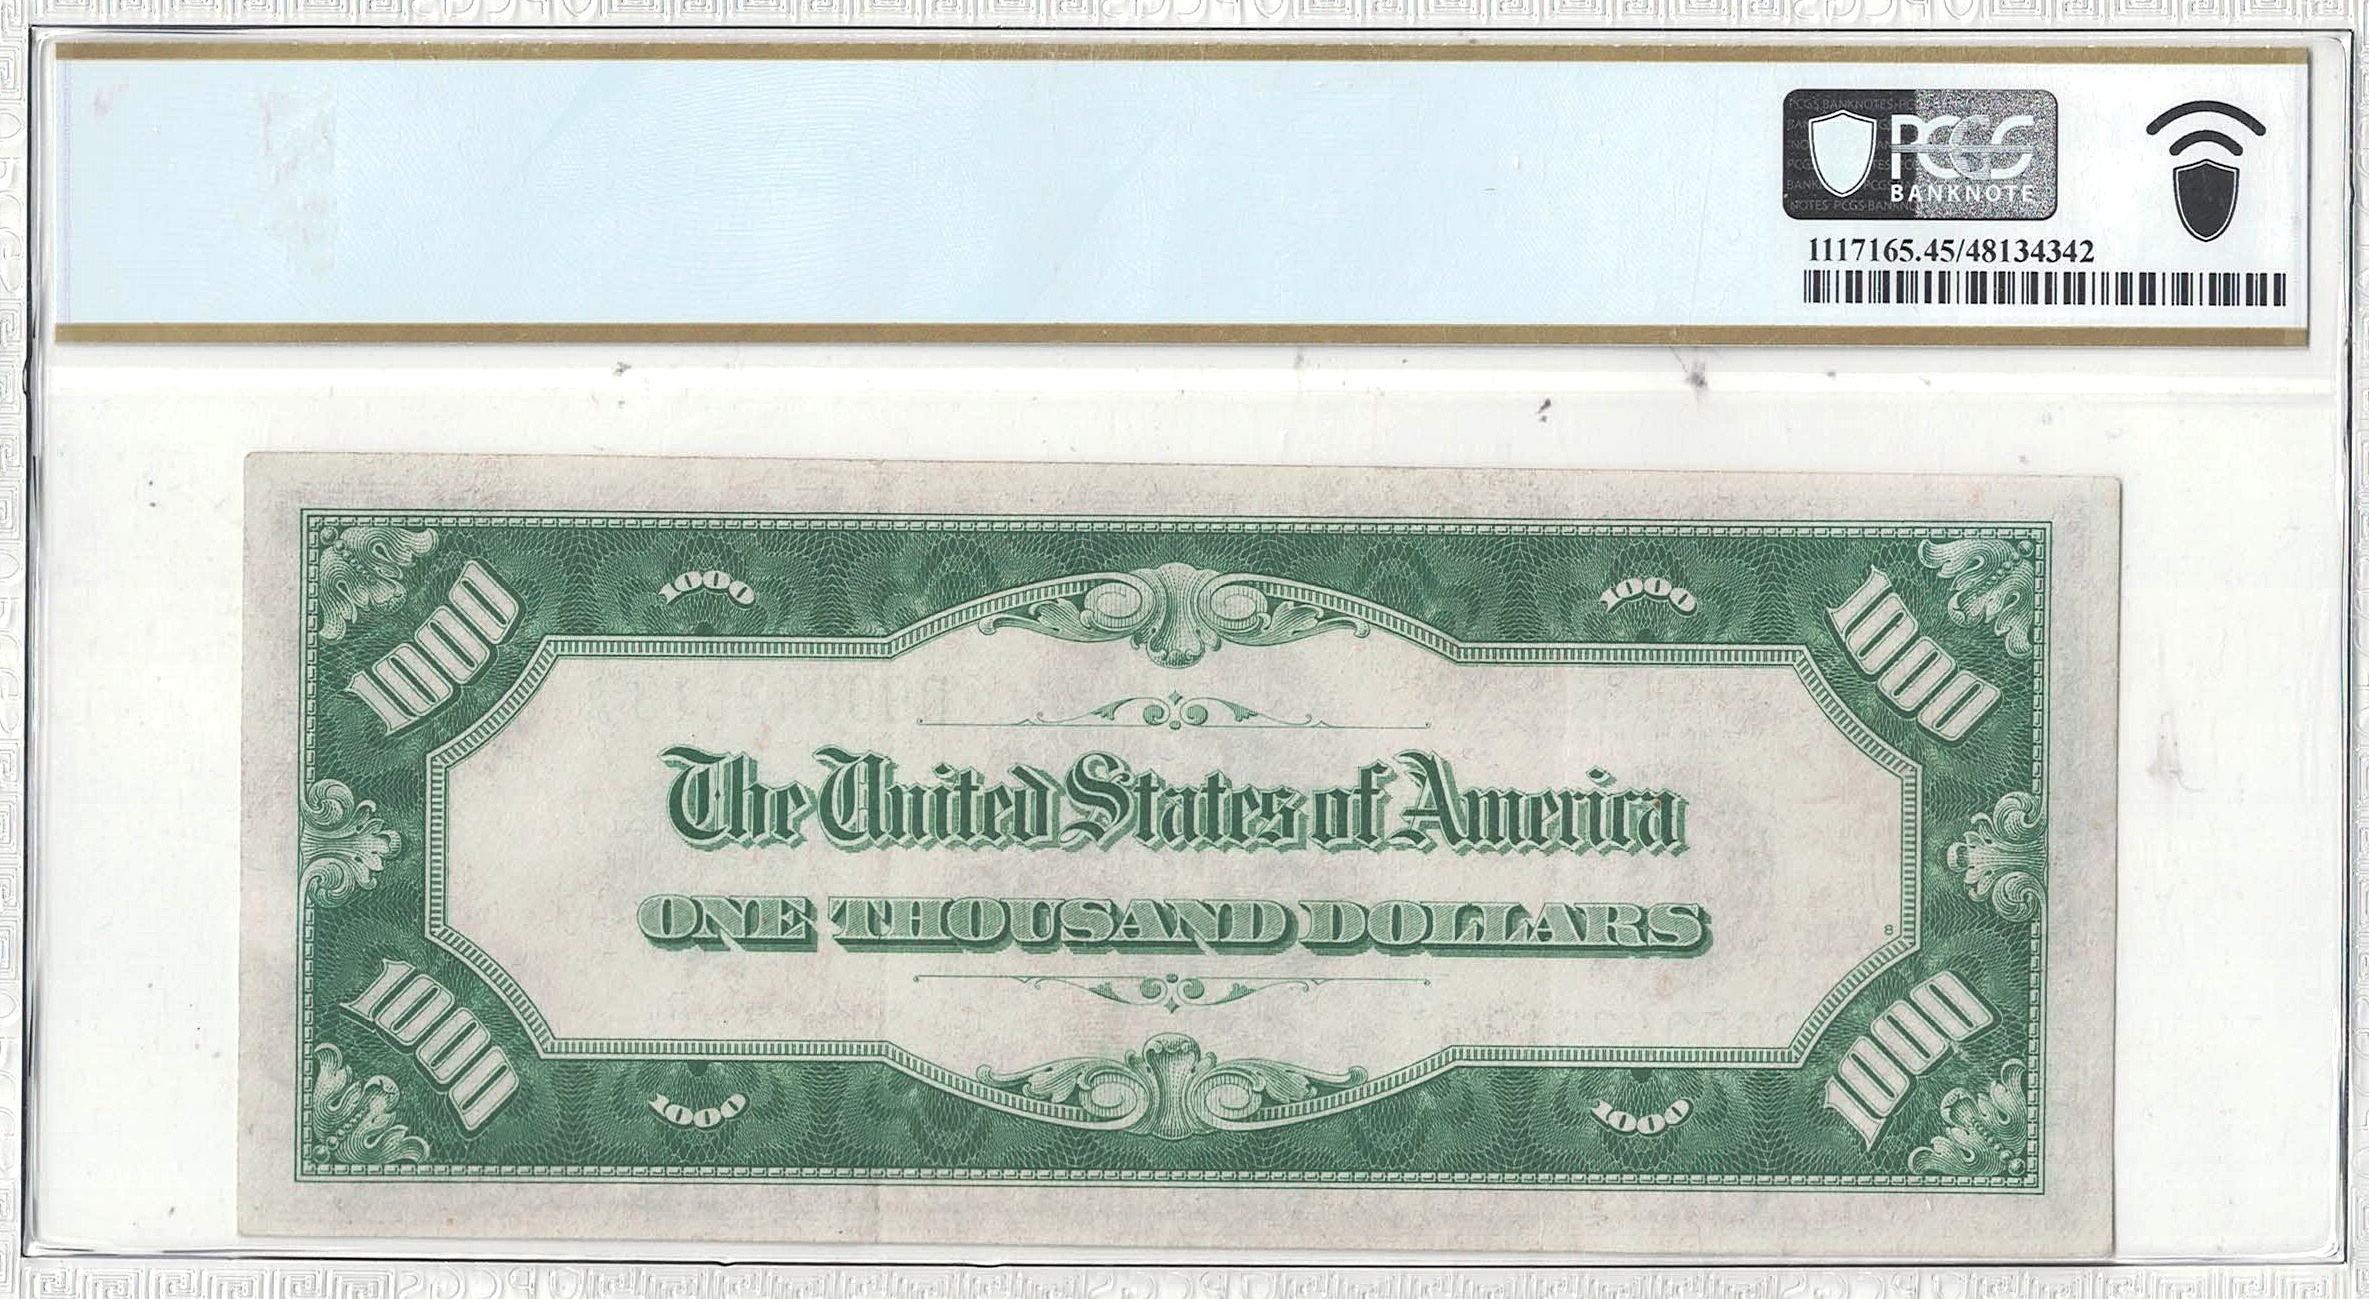 PCGS
BANKNOTE
1117165.45/48134342
1000 1000 1000 1000
The United States of America
ONE THOUSAND DOLLARS
8
1000 1000 1000 1000